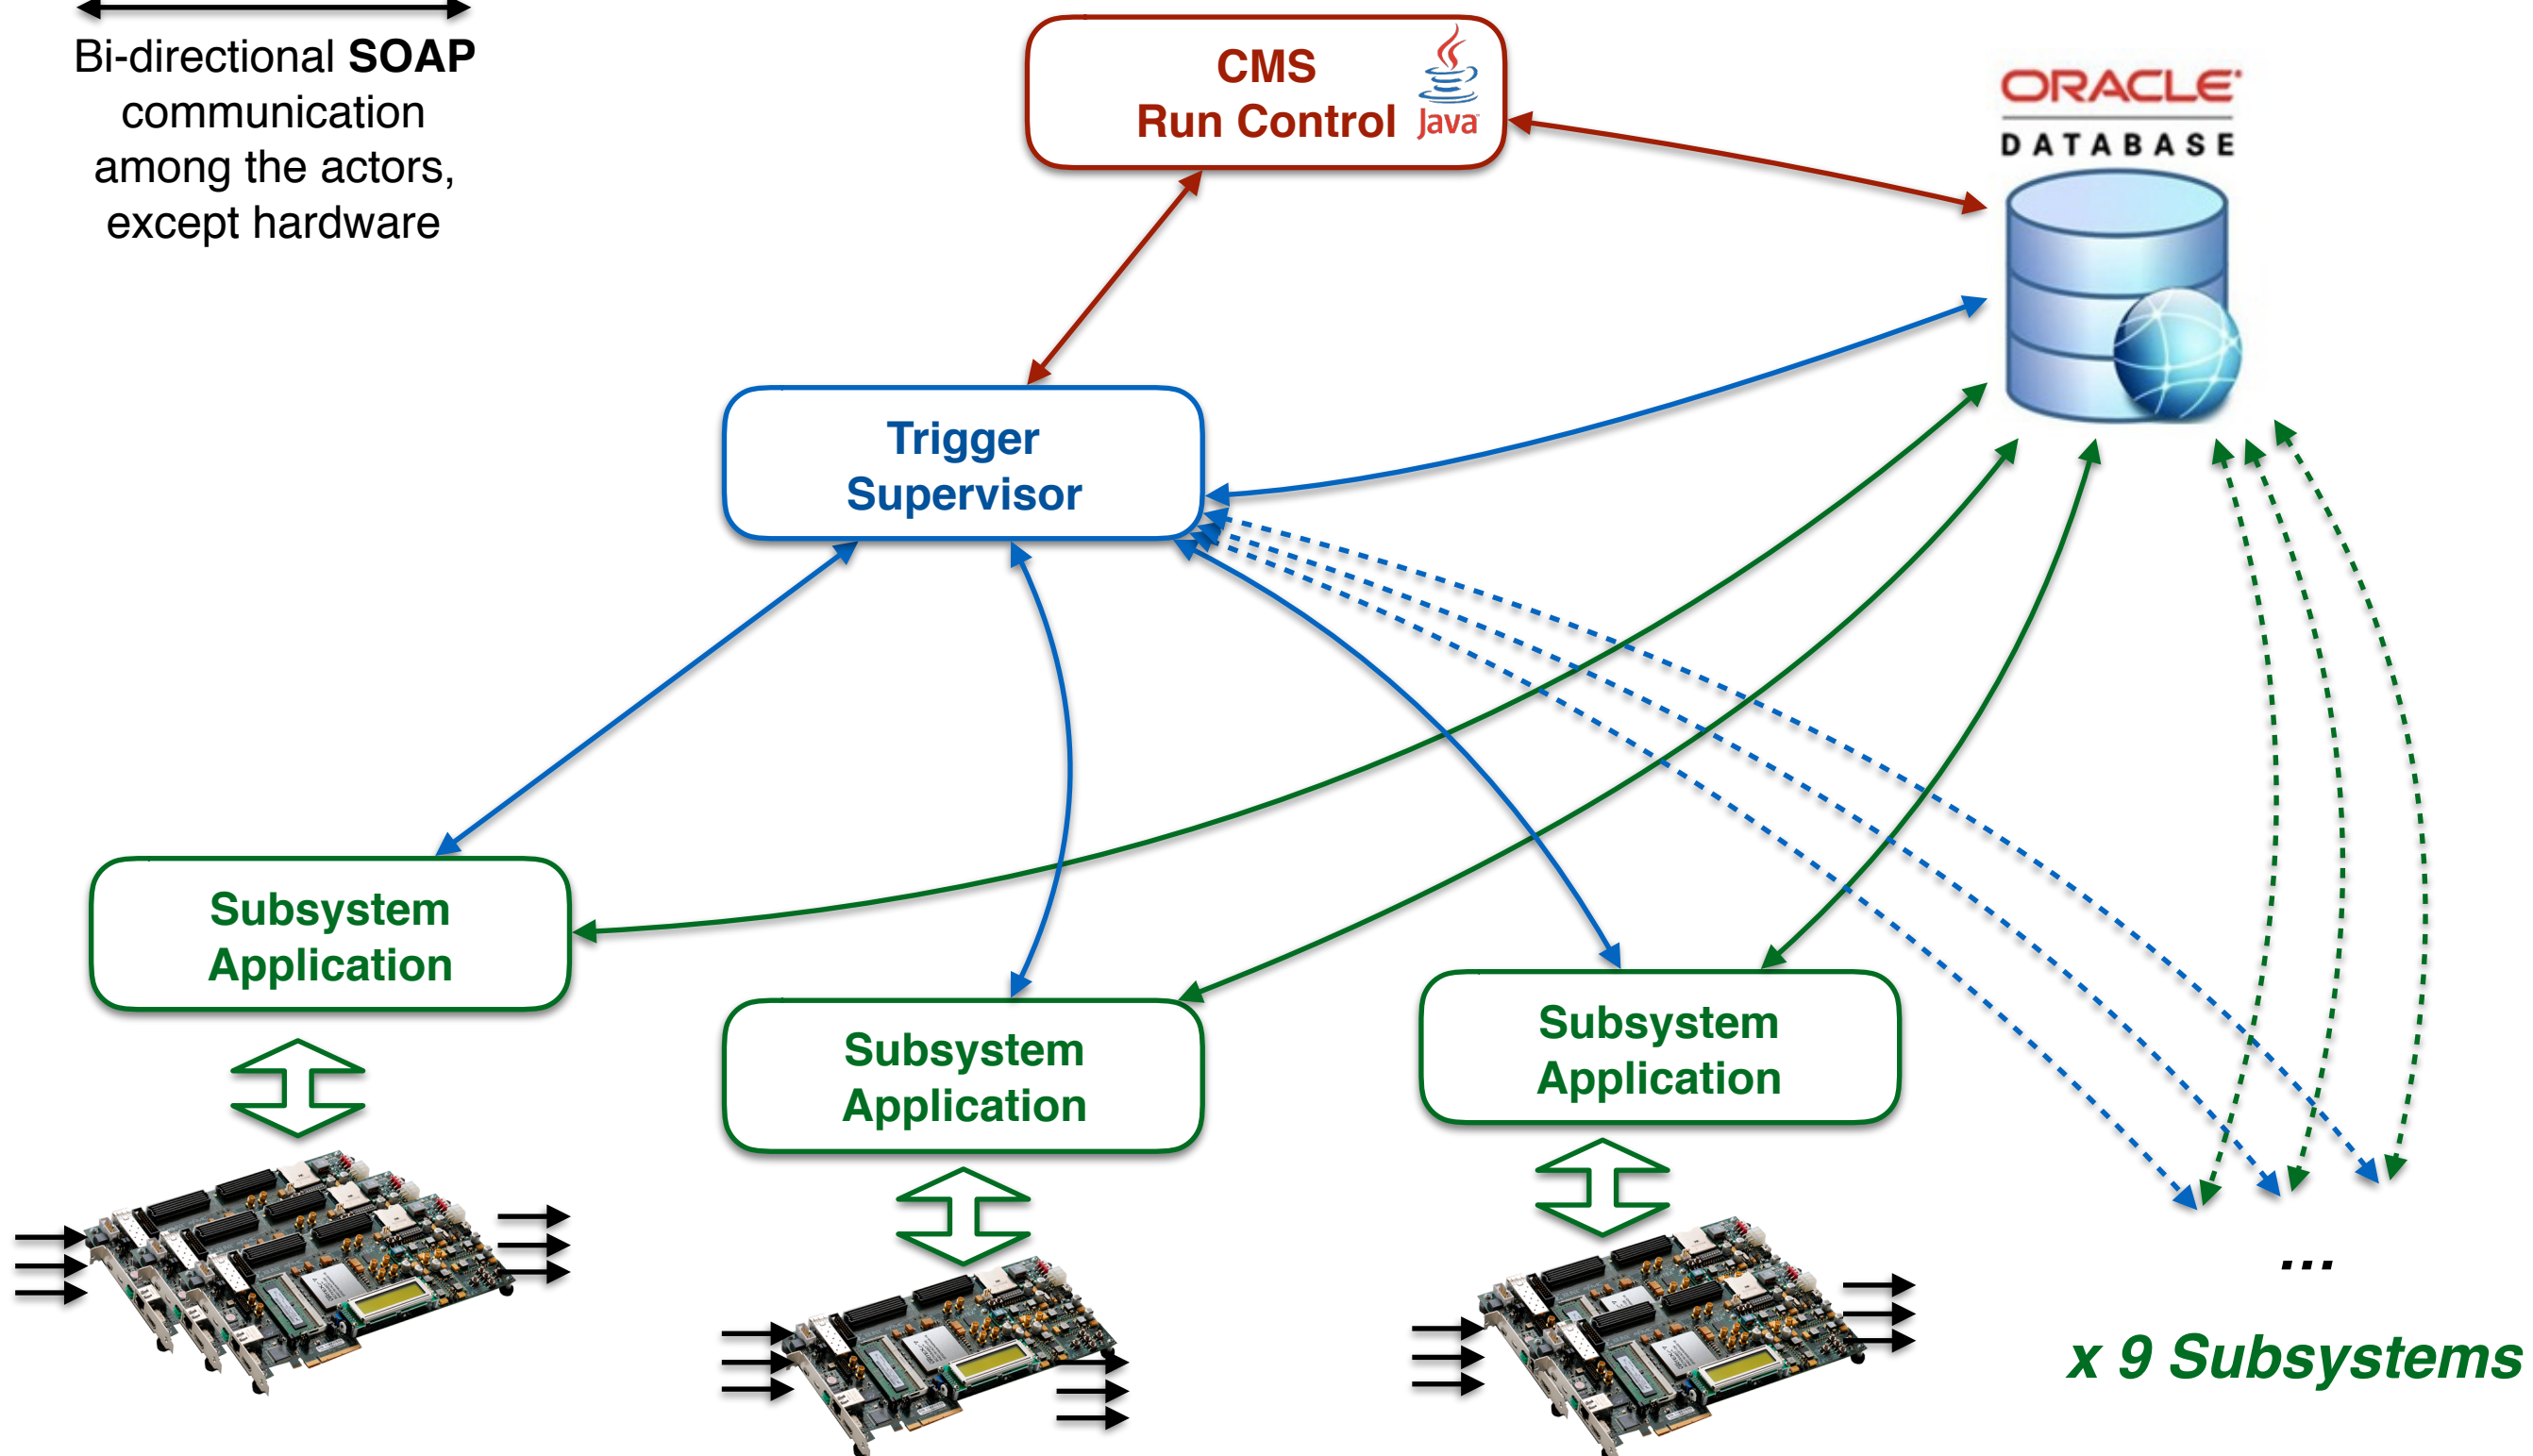 Bi-directional SOAP
communication
among the actors,
except hardware
CMS
Run Control
Java
ORACLE
DATABASE
Trigger
Supervisor
Subsystem
Application
Subsystem
Application
Subsystem
Application
...
x 9 Subsystems